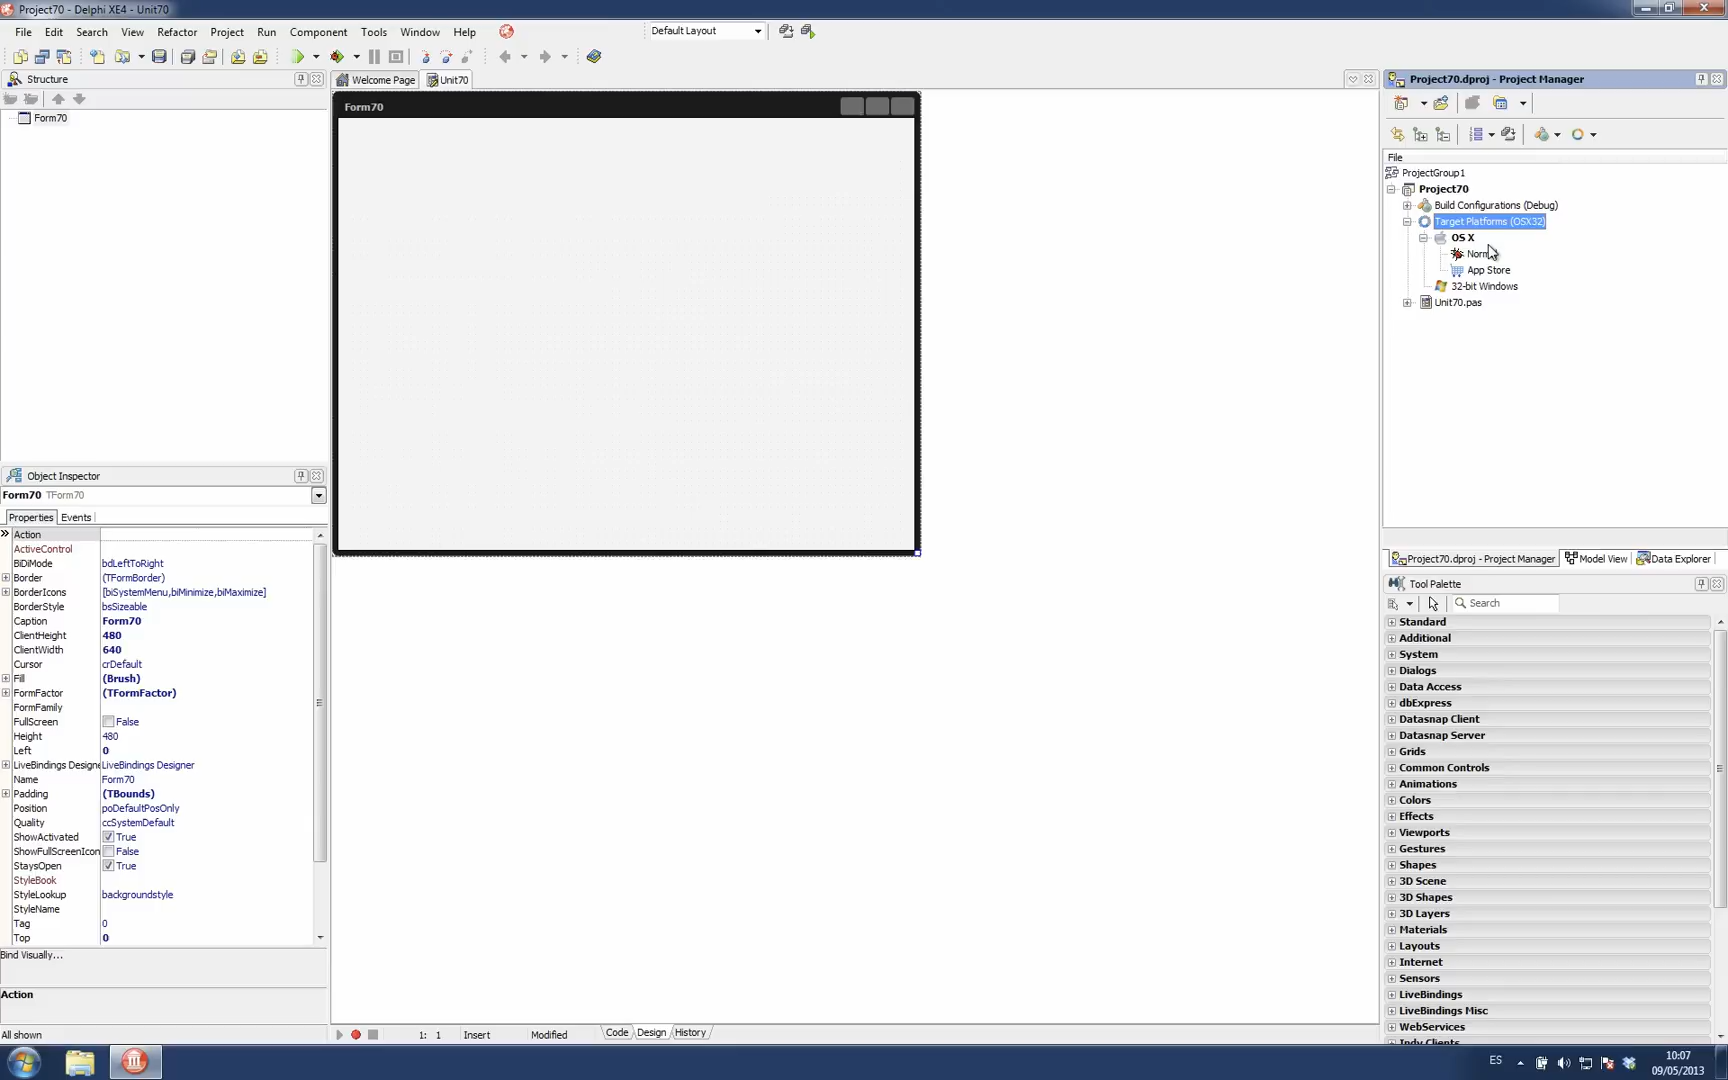 Project70 - Delphi XE4 - Unit70
File Edit Search View Refactor Project Run Component Tools Window Help
Default Layout
Structure
Form70
Welcome Page
Unit70
Form70
Project70.dproj - Project Manager
File
ProjectGroup1
Project70
Build Configurations (Debug)
Target Platforms (OSX32)
OS X
App Store
32-bit Windows
Unit70.pas
Object Inspector
Form70 TForm70
Properties Events
Action
ActiveControl
BiDiMode bdLeftToRight
Border (TFormBorder)
BorderIcons [biSystemMenu,biMinimize,biMaximize]
BorderStyle bsSizeable
Caption Form70
ClientHeight 480
ClientWidth 640
Cursor crDefault
Fill (Brush)
FormFactor (TFormFactor)
FormFamily
FullScreen False
Height 480
Left 0
LiveBindings Designe LiveBindings Designer
Name Form70
Padding (TBounds)
Position poDefaultPosOnly
Quality ccSystemDefault
ShowActivated True
ShowFullScreenIcon False
StaysOpen True
StyleBook
StyleLookup backgroundstyle
StyleName
Tag 0
Top 0
Bind Visually...
Action
All shown
Project70.dproj - Project Manager Model View Data Explorer
Tool Palette
Search
Standard
Additional
System
Dialogs
Data Access
dbExpress
Datasnap Client
Datasnap Server
Grids
Common Controls
Animations
Colors
Effects
Viewports
Gestures
Shapes
3D Scene
3D Shapes
3D Layers
Materials
Layouts
Internet
Sensors
LiveBindings
LiveBindings Misc
WebServices
Indy Clients
1: 1 Insert Modified Code Design History
ES
10:07
09/05/2013